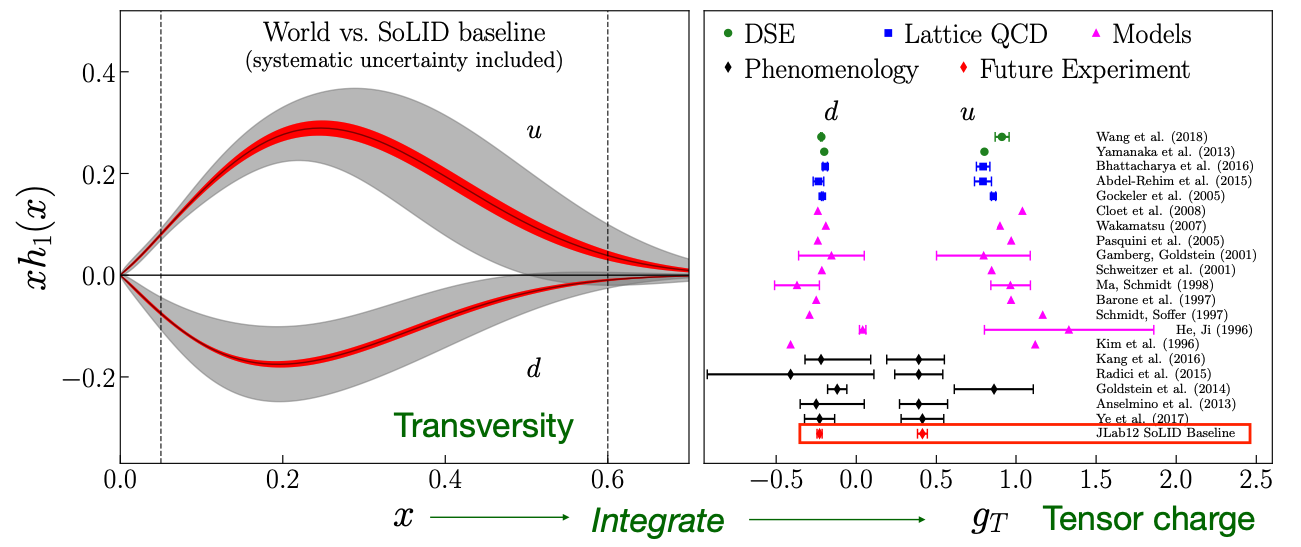 World vs. SoLID baseline
(systematic uncertainty included)
u
d
Transversity
xh₁(x)
0.4
0.2
0.0
−0.2
0.0 0.2 0.4 0.6
x
Integrate
DSE Lattice QCD Models
Phenomenology Future Experiment
d u
Wang et al. (2018)
Yamanaka et al. (2013)
Bhattacharya et al. (2016)
Abdel-Rehim et al. (2015)
Gockeler et al. (2005)
Cloet et al. (2008)
Wakamatsu (2007)
Pasquini et al. (2005)
Gamberg, Goldstein (2001)
Schweitzer et al. (2001)
Ma, Schmidt (1998)
Barone et al. (1997)
Schmidt, Soffer (1997)
He, Ji (1996)
Kim et al. (1996)
Kang et al. (2016)
Radici et al. (2015)
Goldstein et al. (2014)
Anselmino et al. (2013)
Ye et al. (2017)
JLab12 SoLID Baseline
−0.5 0.0 0.5 1.0 1.5 2.0 2.5
g_T Tensor charge